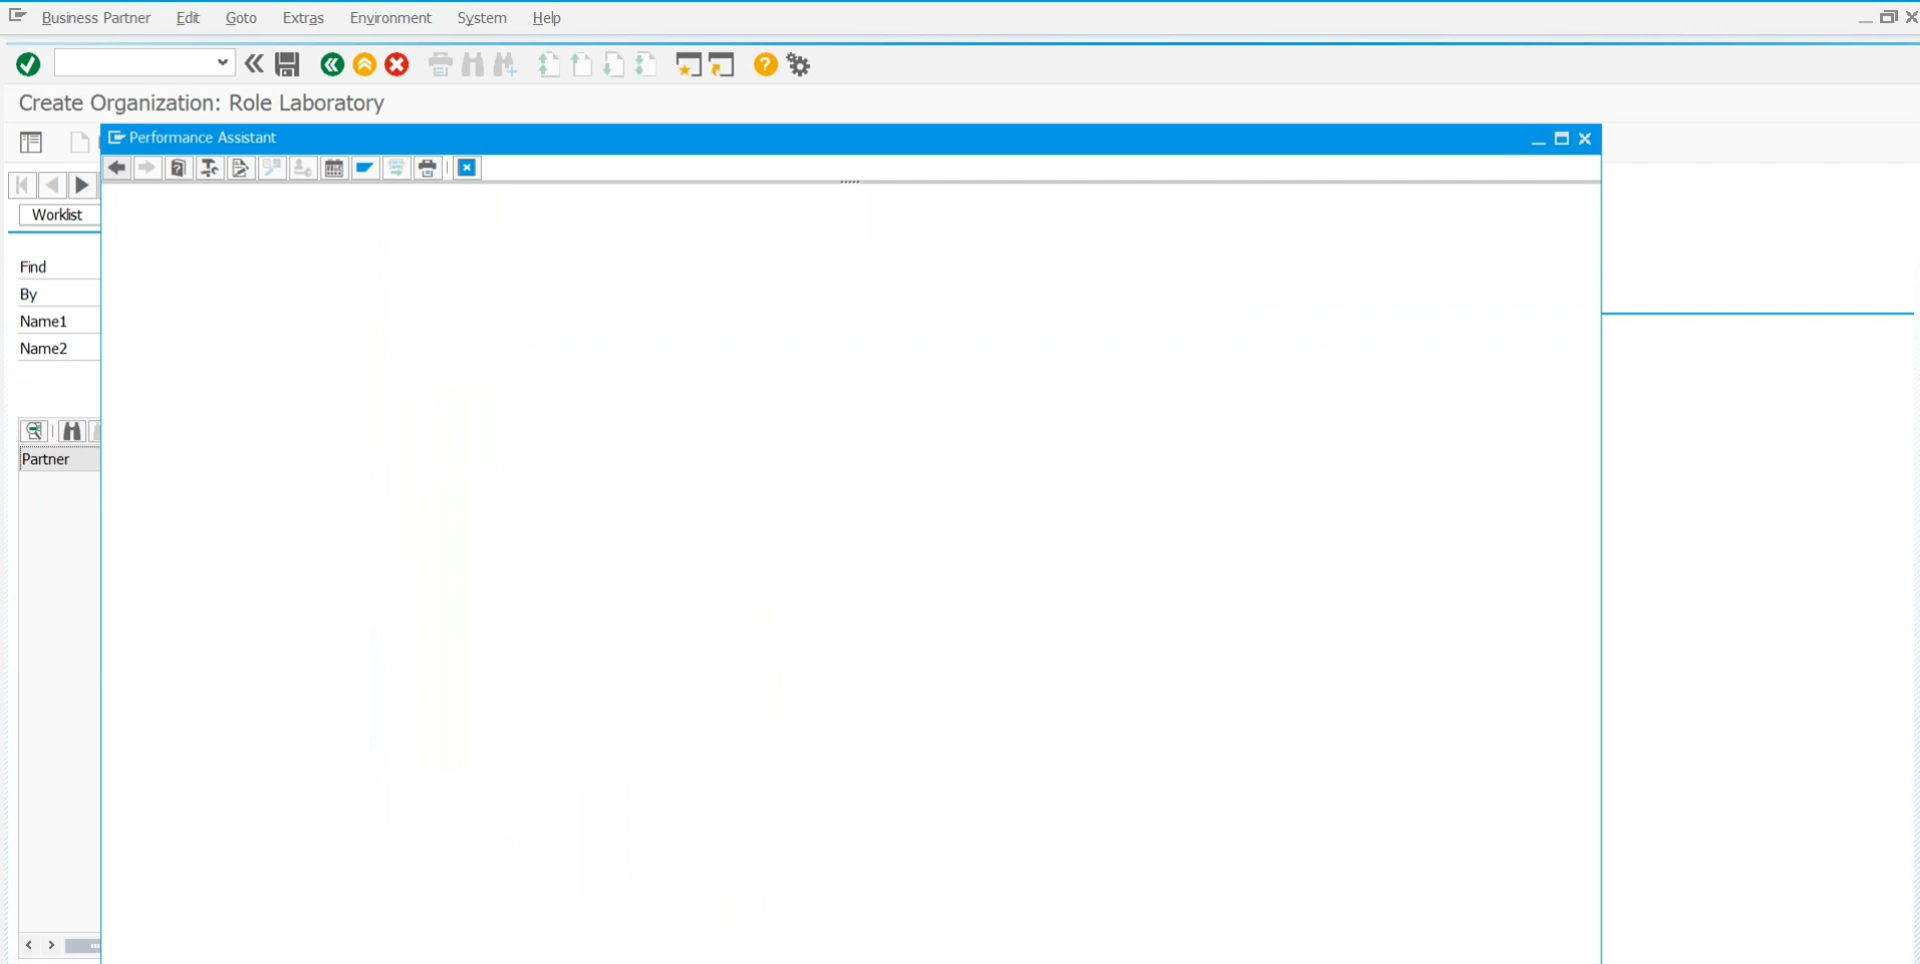 Business Partner Edit Goto Extras Environment System Help
Create Organization: Role Laboratory
Performance Assistant
Worklist
Find
By
Name1
Name2
Partner